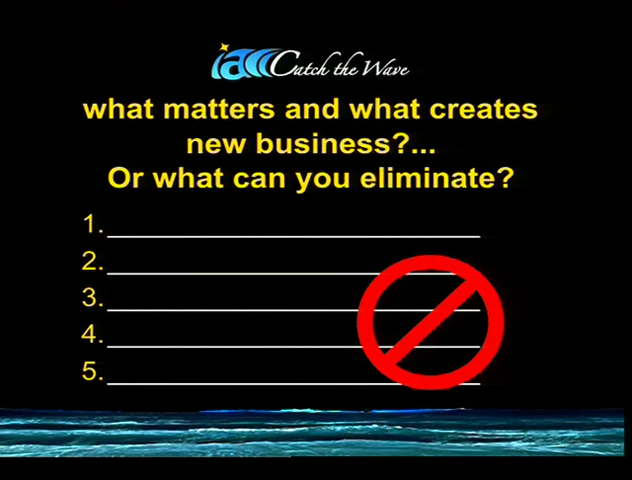 iacc Catch the Wave
what matters and what creates
new business?...
Or what can you eliminate?
1.
2.
3.
4.
5.